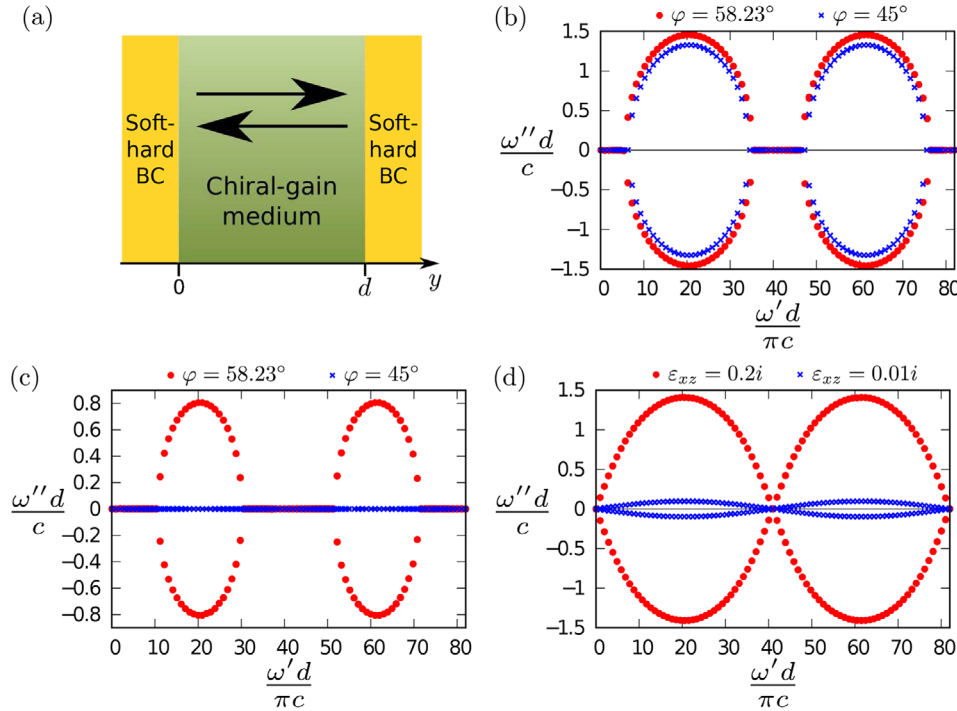 (a)
Soft-
hard
BC
Chiral-gain
medium
Soft-
hard
BC
0
d
y
(b)
φ = 58.23° φ = 45°
1.5
1
0.5
0
−0.5
−1
−1.5
ω″d
c
0 10 20 30 40 50 60 70 80
ω′d
πc
(c)
φ = 58.23° φ = 45°
0.8
0.6
0.4
0.2
0
−0.2
−0.4
−0.6
−0.8
ω″d
c
0 10 20 30 40 50 60 70 80
ω′d
πc
(d)
εxz = 0.2i εxz = 0.01i
1.5
1
0.5
0
−0.5
−1
−1.5
ω″d
c
0 10 20 30 40 50 60 70 80
ω′d
πc